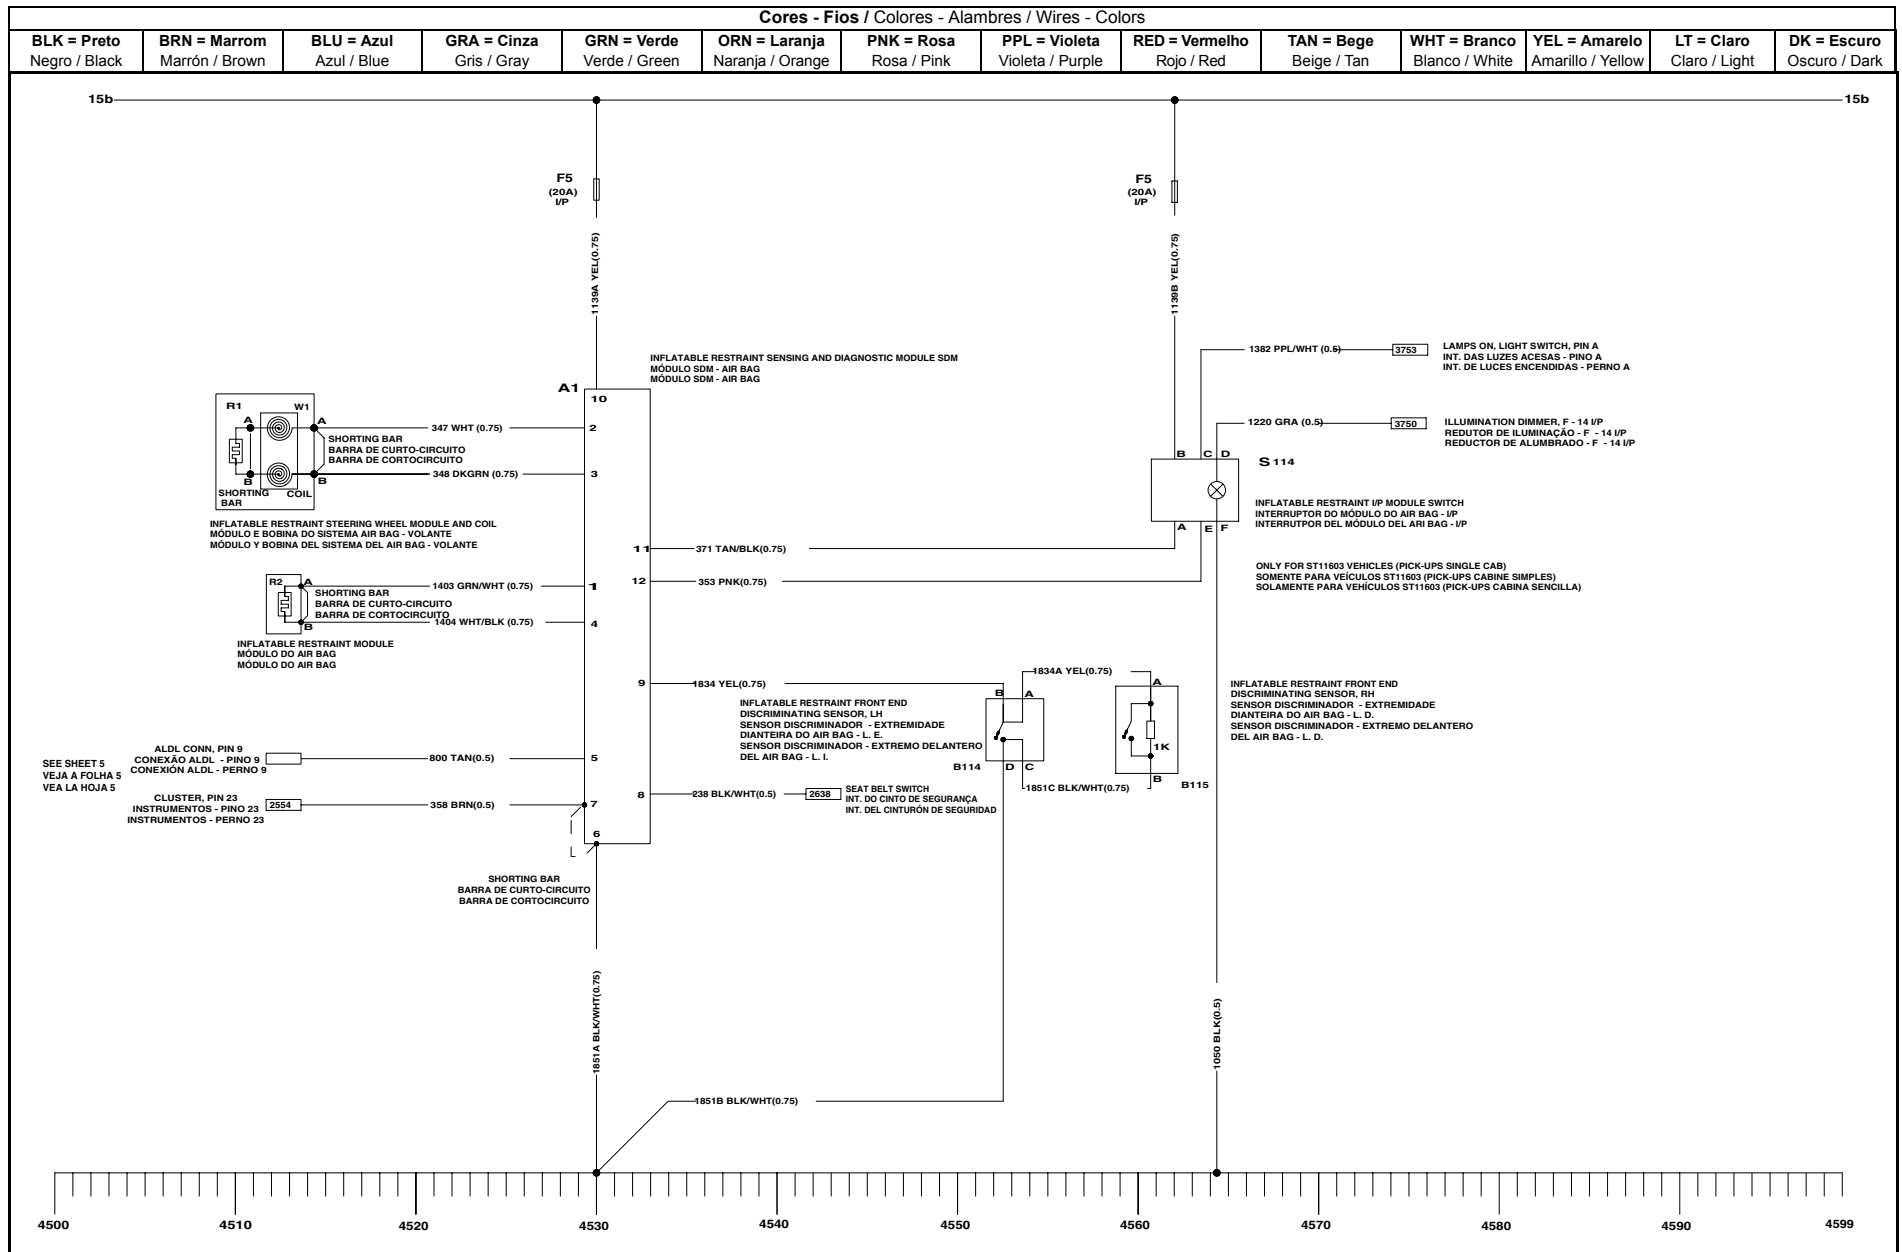 Cores - Fios / Colores - Alambres / Wires - Colors
BLK = Preto
Negro / Black
BRN = Marrom
Marrón / Brown
BLU = Azul
Azul / Blue
GRA = Cinza
Gris / Gray
GRN = Verde
Verde / Green
ORN = Laranja
Naranja / Orange
PNK = Rosa
Rosa / Pink
PPL = Violeta
Violeta / Purple
RED = Vermelho
Rojo / Red
TAN = Bege
Beige / Tan
WHT = Branco
Blanco / White
YEL = Amarelo
Amarillo / Yellow
LT = Claro
Claro / Light
DK = Escuro
Oscuro / Dark
15b
15b
F5
(20A)
I/P
F5
(20A)
I/P
1139A YEL(0.75)
1139B YEL(0.75)
INFLATABLE RESTRAINT SENSING AND DIAGNOSTIC MODULE SDM
MÓDULO SDM - AIR BAG
MÓDULO SDM - AIR BAG
A1
10
2
3
11
12
1
4
9
5
8
7
6
1382 PPL/WHT (0.5)
3753
LAMPS ON, LIGHT SWITCH, PIN A
INT. DAS LUZES ACESAS - PINO A
INT. DE LUCES ENCENDIDAS - PERNO A
1220 GRA (0.5)
3750
ILLUMINATION DIMMER, F - 14 I/P
REDUTOR DE ILUMINAÇÃO - F - 14 I/P
REDUCTOR DE ALUMBRADO - F - 14 I/P
R1
W1
A
A
B
B
SHORTING
BAR
COIL
347 WHT (0.75)
SHORTING BAR
BARRA DE CURTO-CIRCUITO
BARRA DE CORTOCIRCUITO
348 DKGRN (0.75)
INFLATABLE RESTRAINT STEERING WHEEL MODULE AND COIL
MÓDULO E BOBINA DO SISTEMA AIR BAG - VOLANTE
MÓDULO Y BOBINA DEL SISTEMA DEL AIR BAG - VOLANTE
B
C
D
S 114
A
E
F
INFLATABLE RESTRAINT I/P MODULE SWITCH
INTERRUPTOR DO MÓDULO DO AIR BAG - I/P
INTERRUTPOR DEL MÓDULO DEL ARI BAG - I/P
371 TAN/BLK(0.75)
353 PNK(0.75)
ONLY FOR ST11603 VEHICLES (PICK-UPS SINGLE CAB)
SOMENTE PARA VEÍCULOS ST11603 (PICK-UPS CABINE SIMPLES)
SOLAMENTE PARA VEHÍCULOS ST11603 (PICK-UPS CABINA SENCILLA)
R2
A
B
1403 GRN/WHT (0.75)
SHORTING BAR
BARRA DE CURTO-CIRCUITO
BARRA DE CORTOCIRCUITO
1404 WHT/BLK (0.75)
INFLATABLE RESTRAINT MODULE
MÓDULO DO AIR BAG
MÓDULO DO AIR BAG
1834 YEL(0.75)
1834A YEL(0.75)
INFLATABLE RESTRAINT FRONT END
DISCRIMINATING SENSOR, LH
SENSOR DISCRIMINADOR - EXTREMIDADE
DIANTEIRA DO AIR BAG - L. E.
SENSOR DISCRIMINADOR - EXTREMO DELANTERO
DEL AIR BAG - L. I.
B
A
D
C
B114
A
1K
B
B115
1851C BLK/WHT(0.75)
INFLATABLE RESTRAINT FRONT END
DISCRIMINATING SENSOR, RH
SENSOR DISCRIMINADOR - EXTREMIDADE
DIANTEIRA DO AIR BAG - L. D.
SENSOR DISCRIMINADOR - EXTREMO DELANTERO
DEL AIR BAG - L. D.
SEE SHEET 5
VEJA A FOLHA 5
VEA LA HOJA 5
ALDL CONN, PIN 9
CONEXÃO ALDL - PINO 9
CONEXIÓN ALDL - PERNO 9
800 TAN(0.5)
CLUSTER, PIN 23
INSTRUMENTOS - PINO 23
INSTRUMENTOS - PERNO 23
2554
358 BRN(0.5)
238 BLK/WHT(0.5)
2638
SEAT BELT SWITCH
INT. DO CINTO DE SEGURANÇA
INT. DEL CINTURÓN DE SEGURIDAD
SHORTING BAR
BARRA DE CURTO-CIRCUITO
BARRA DE CORTOCIRCUITO
1851A BLK/WHT(0.75)
1050 BLK(0.5)
1851B BLK/WHT(0.75)
4500
4510
4520
4530
4540
4550
4560
4570
4580
4590
4599